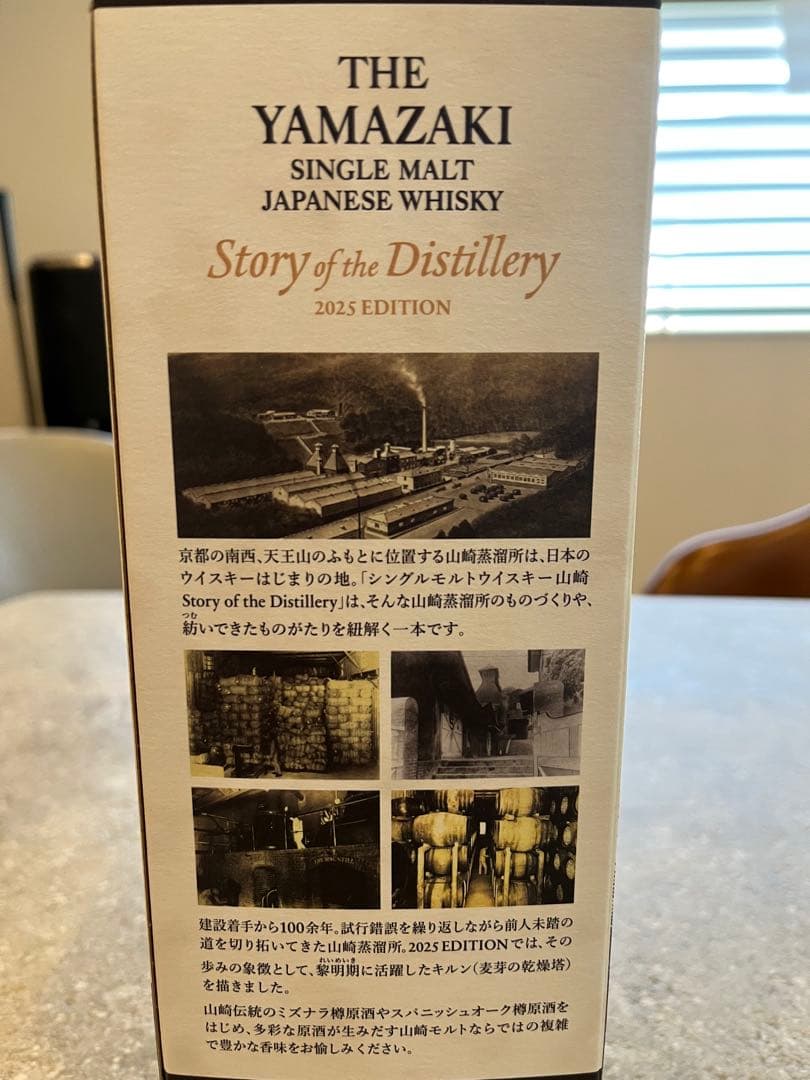 THE
YAMAZAKI
SINGLE MALT
JAPANESE WHISKY
Story of the Distillery
2025 EDITION
京都の南西、天王山のふもとに位置する山崎蒸溜所は、日本の
ウイスキーはじまりの地。「シングルモルトウイスキー山崎
Story of the Distillery」は、そんな山崎蒸溜所のものづくりや、
つむ
紡いできたものがたりを紐解く一本です。
建設着手から100余年。試行錯誤を繰り返しながら前人未踏の
道を切り拓いてきた山崎蒸溜所。2025 EDITIONでは、その
れいめいき
歩みの象徴として、黎明期に活躍したキルン（麦芽の乾燥塔）
を描きました。
山崎伝統のミズナラ樽原酒やスパニッシュオーク樽原酒を
はじめ、多彩な原酒が生みだす山崎モルトならではの複雑
で豊かな香味をお愉しみください。